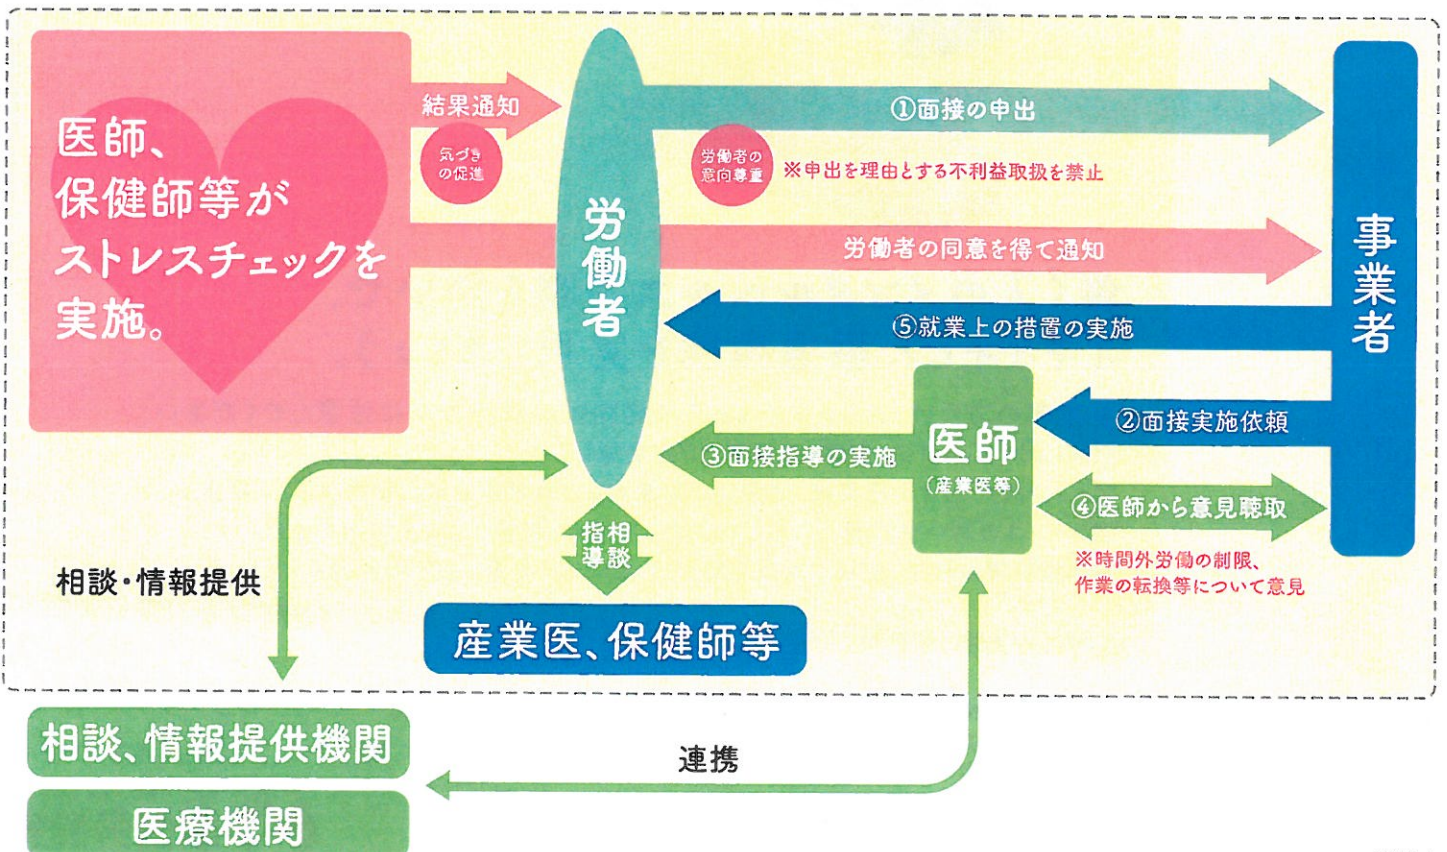 医師、
保健師等が
ストレスチェックを
実施。
結果通知
気づき
の促進
労働者
①面接の申出
労働者の
意向尊重
※申出を理由とする不利益取扱を禁止
労働者の同意を得て通知
⑤就業上の措置の実施
事業者
②面接実施依頼
医師
(産業医等)
③面接指導の実施
④医師から意見聴取
※時間外労働の制限、
作業の転換等について意見
相談
指導
相談・情報提供
産業医、保健師等
相談、情報提供機関
医療機関
連携